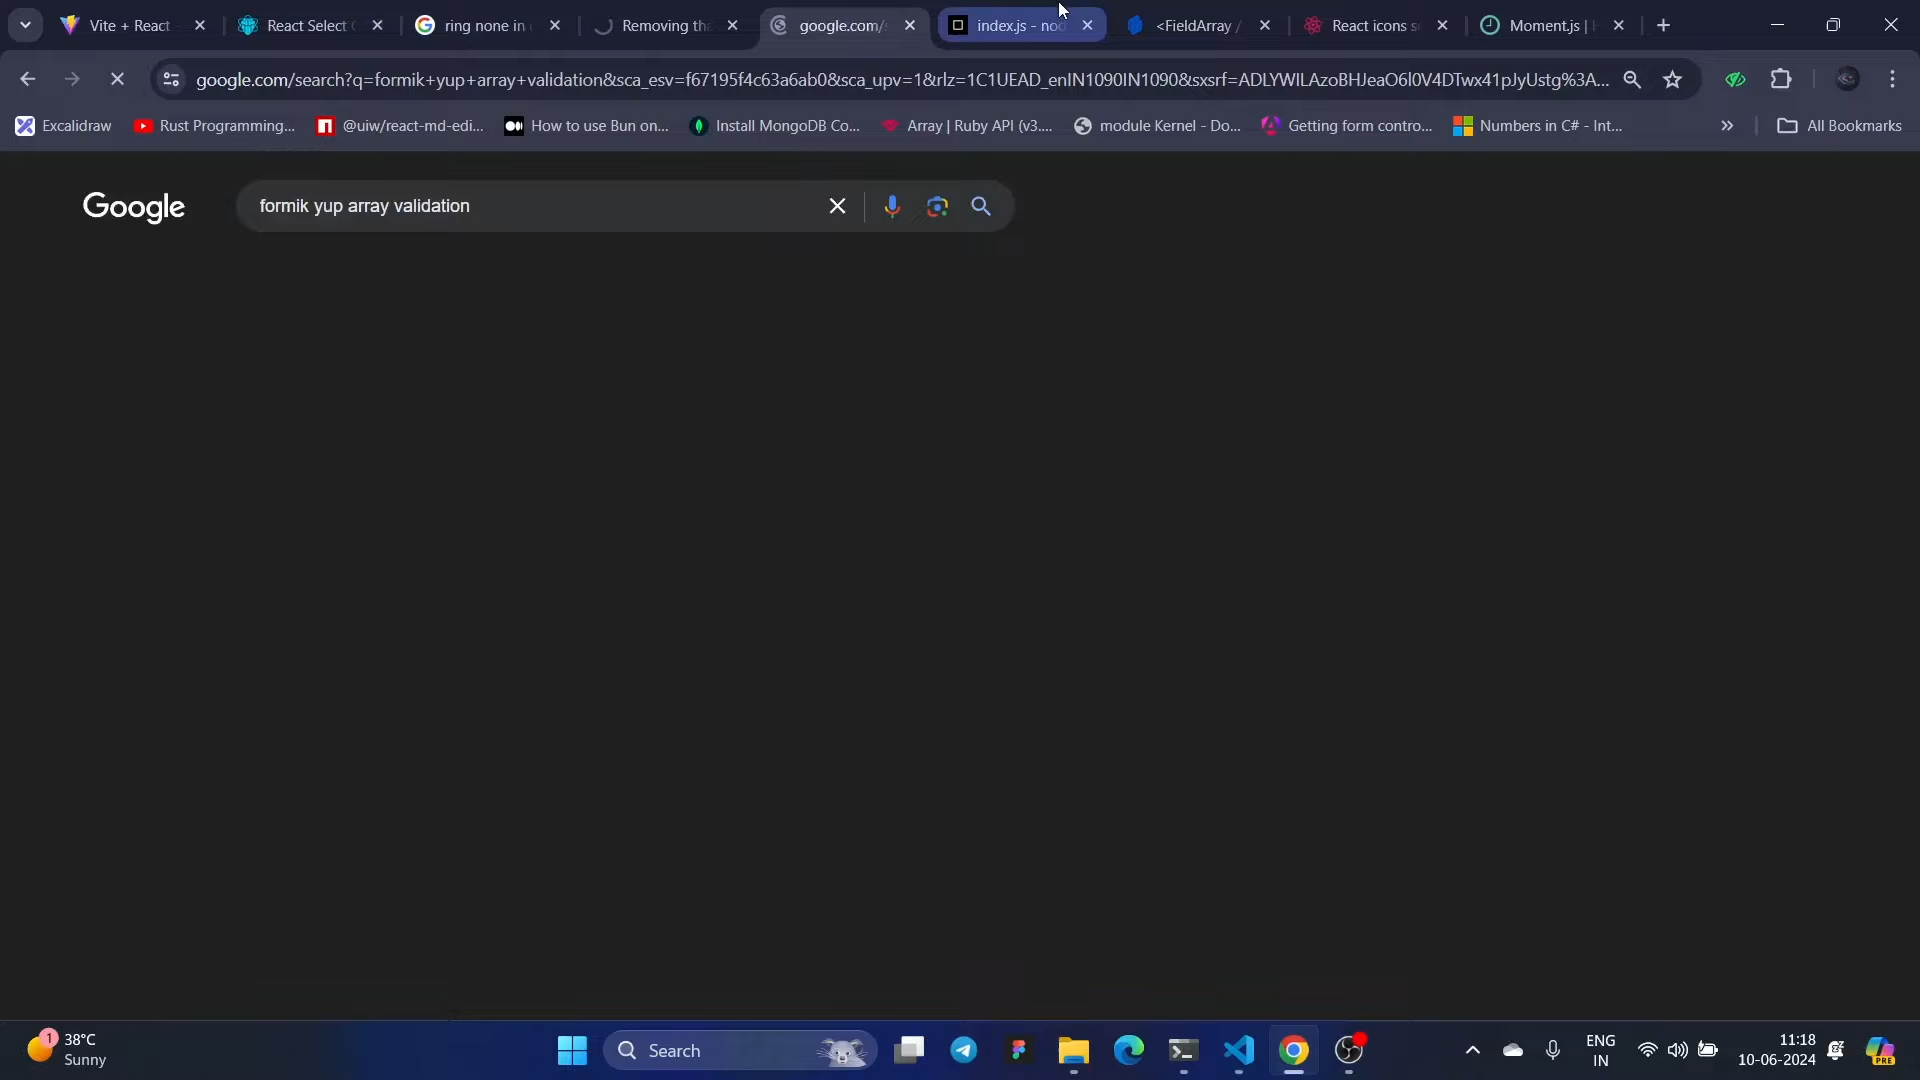 Vite + React
React Select
ring none in
Removing th
google.com/
index.js - no
<FieldArray /
React icons s
Moment.js |
google.com/search?q=formik+yup+array+validation&sca_esv=f67195f4c63a6ab0&sca_upv=1&rlz=1C1UEAD_enIN1090IN1090&sxsrf=ADLYWILAzoBHJeaO6l0V4DTwx41pJyUstg%3A...
Excalidraw
Rust Programming...
@uiw/react-md-edi...
How to use Bun on...
Install MongoDB Co...
Array | Ruby API (v3....
module Kernel - Do...
Getting form contro...
Numbers in C# - Int...
All Bookmarks
Google
formik yup array validation
1
38°C
Sunny
Search
ENG
IN
11:18
10-06-2024
PRE